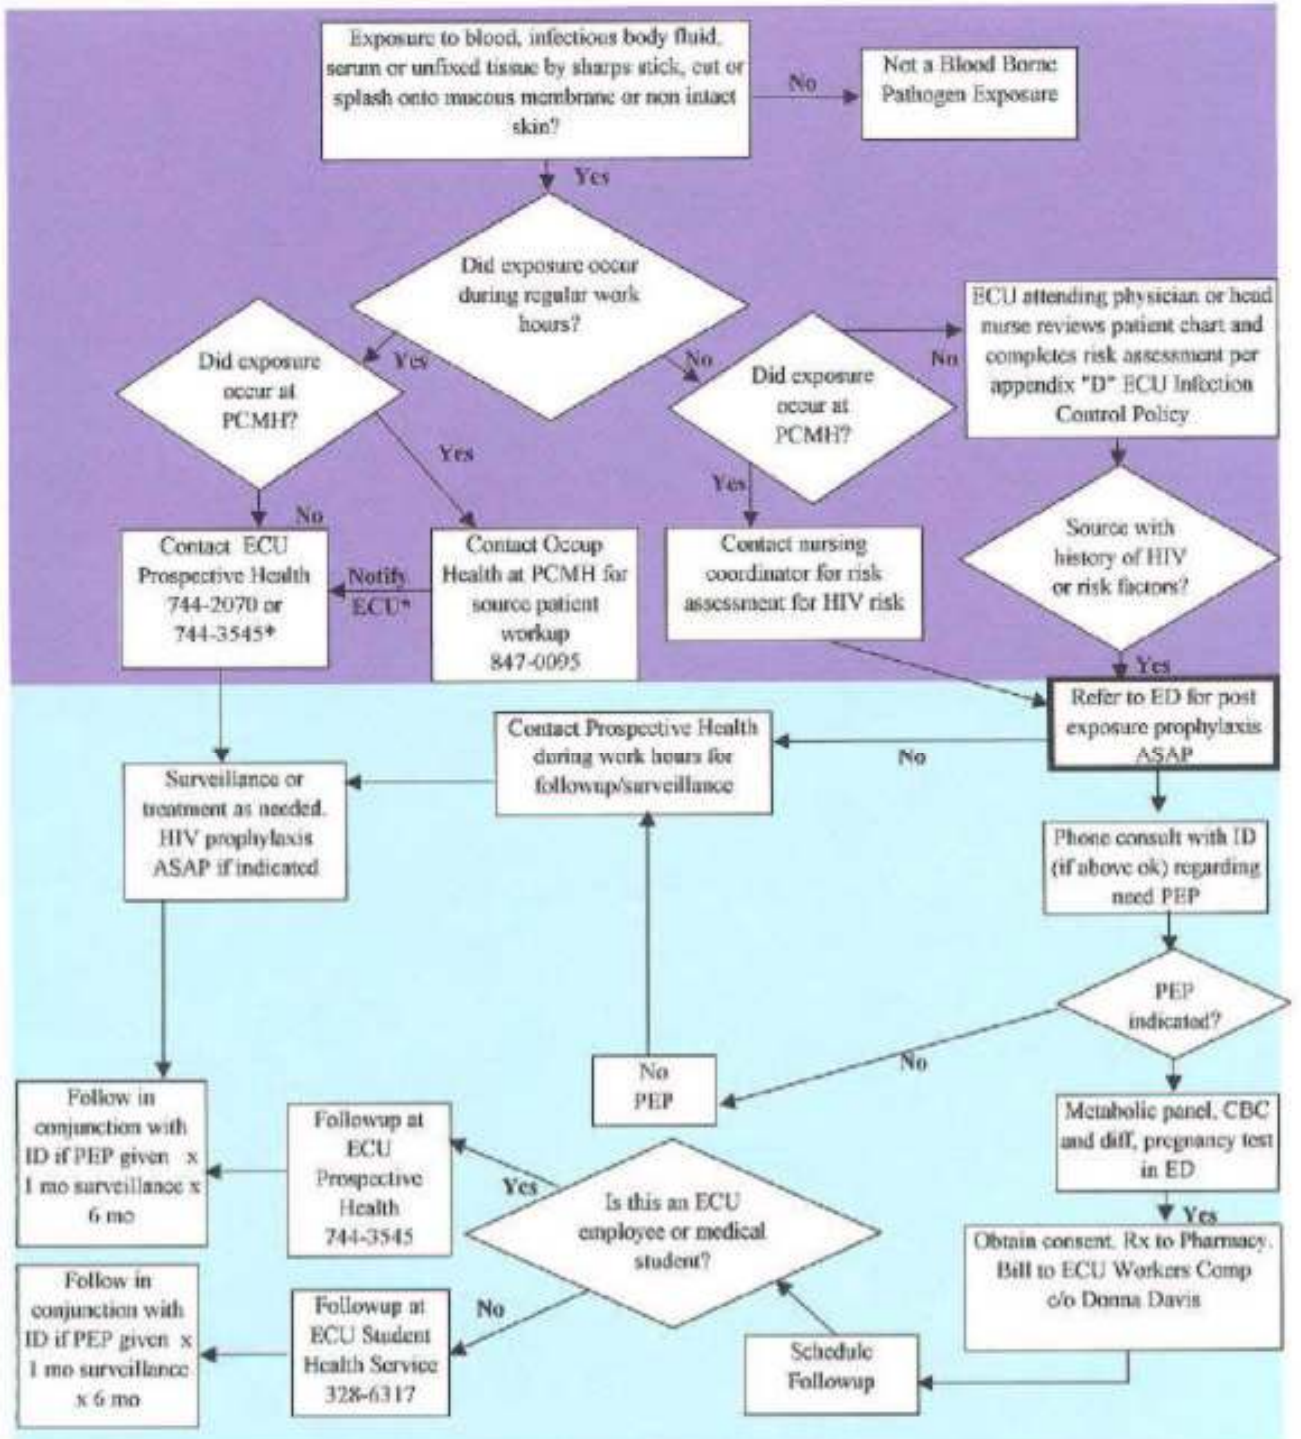 Exposure to blood, infectious body fluid,
serum or unfixed tissue by sharps stick, cut or
splash onto mucous membrane or non intact
skin?
No
Not a Blood Borne
Pathogen Exposure
Yes
Did exposure occur
during regular work
hours?
Yes
No
Did exposure
occur at
PCMH?
Yes
No
Did exposure
occur at
PCMH?
No
Yes
ECU attending physician or head
nurse reviews patient chart and
completes risk assessment per
appendix "D" ECU Infection
Control Policy
Contact ECU
Prospective Health
744-2070 or
744-3545*
Notify
ECU*
Contact Occup
Health at PCMH for
source patient
workup
847-0095
Contact nursing
coordinator for risk
assessment for HIV risk
Source with
history of HIV
or risk factors?
Yes
Refer to ED for post
exposure prophylaxis
ASAP
No
Contact Prospective Health
during work hours for
followup/surveillance
Surveillance or
treatment as needed.
HIV prophylaxis
ASAP if indicated
Phone consult with ID
(if above ok) regarding
need PEP
PEP
indicated?
No
No
PEP
Metabolic panel, CBC
and diff, pregnancy test
in ED
Yes
Obtain consent. Rx to Pharmacy.
Bill to ECU Workers Comp
c/o Donna Davis
Schedule
Followup
Is this an ECU
employee or medical
student?
Yes
No
Followup at
ECU
Prospective
Health
744-3545
Follow in
conjunction with
ID if PEP given x
1 mo surveillance x
6 mo
Followup at
ECU Student
Health Service
328-6317
Follow in
conjunction with
ID if PEP given x
1 mo surveillance
x 6 mo